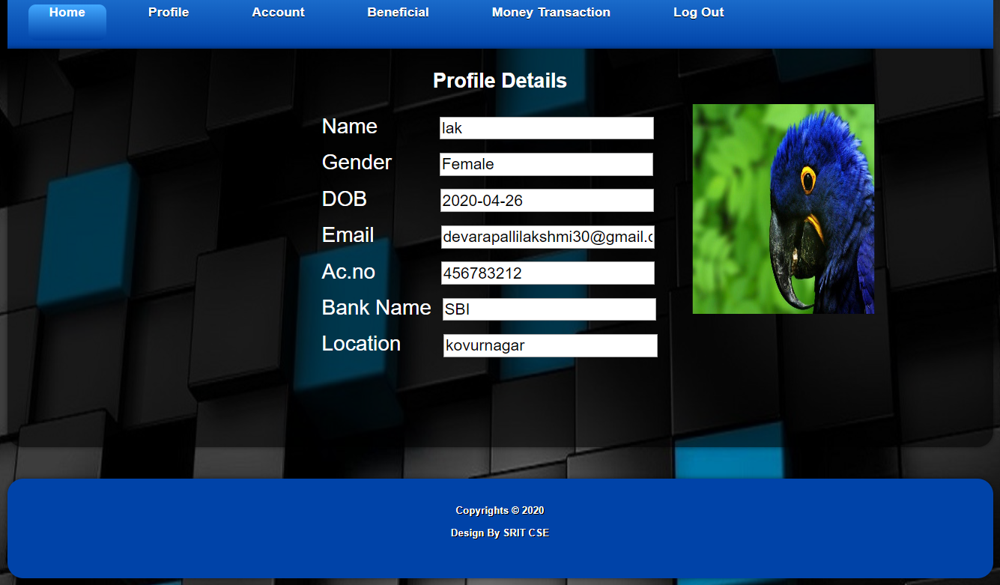 Home Profile Account Beneficial Money Transaction Log Out
Profile Details
Name lak
Gender Female
DOB 2020-04-26
Email devarapallilakshmi30@gmail.c
Ac.no 456783212
Bank Name SBI
Location kovurnagar
Copyrights © 2020
Design By SRIT CSE